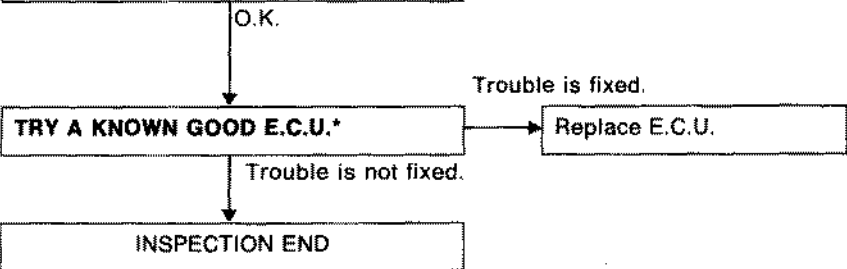 O.K.
Trouble is fixed.
TRY A KNOWN GOOD E.C.U.*
Replace E.C.U.
Trouble is not fixed.
INSPECTION END